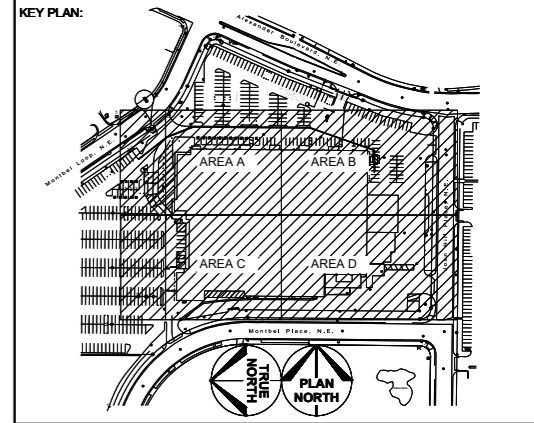 KEY PLAN:
Alexander Boulevard, N.E.
Montbel Loop, N.E.
AREA A
AREA B
AREA C
AREA D
Montbel Place, N.E.
TRUE
NORTH
PLAN
NORTH